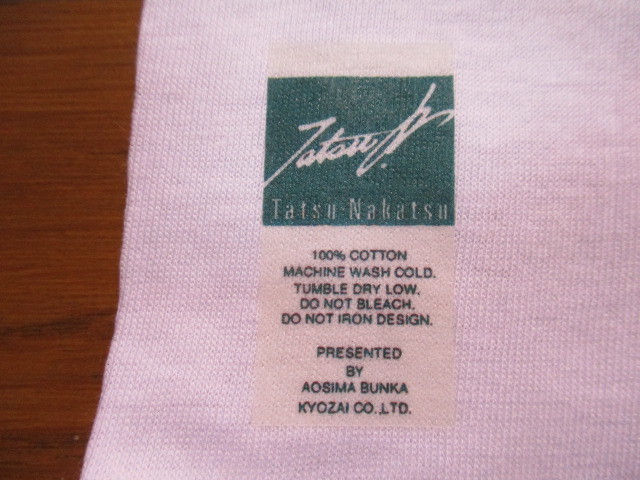 Tatsu N.
Tatsu-Nakatsu
100% COTTON
MACHINE WASH COLD.
TUMBLE DRY LOW.
DO NOT BLEACH.
DO NOT IRON DESIGN.
PRESENTED
BY
AOSIMA BUNKA
KYOZAI CO.,LTD.